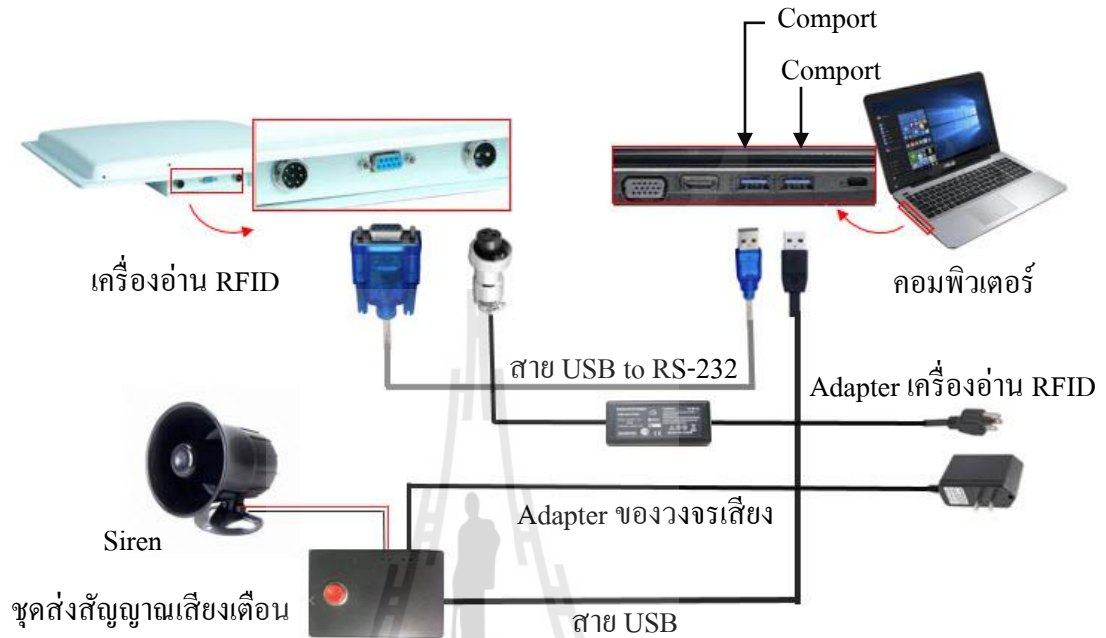 Comport
Comport
เครื่องอ่าน RFID
คอมพิวเตอร์
สาย USB to RS-232
Adapter เครื่องอ่าน RFID
Adapter ของวงจรเสียง
Siren
ชุดส่งสัญญาณเสียงเตือน
สาย USB